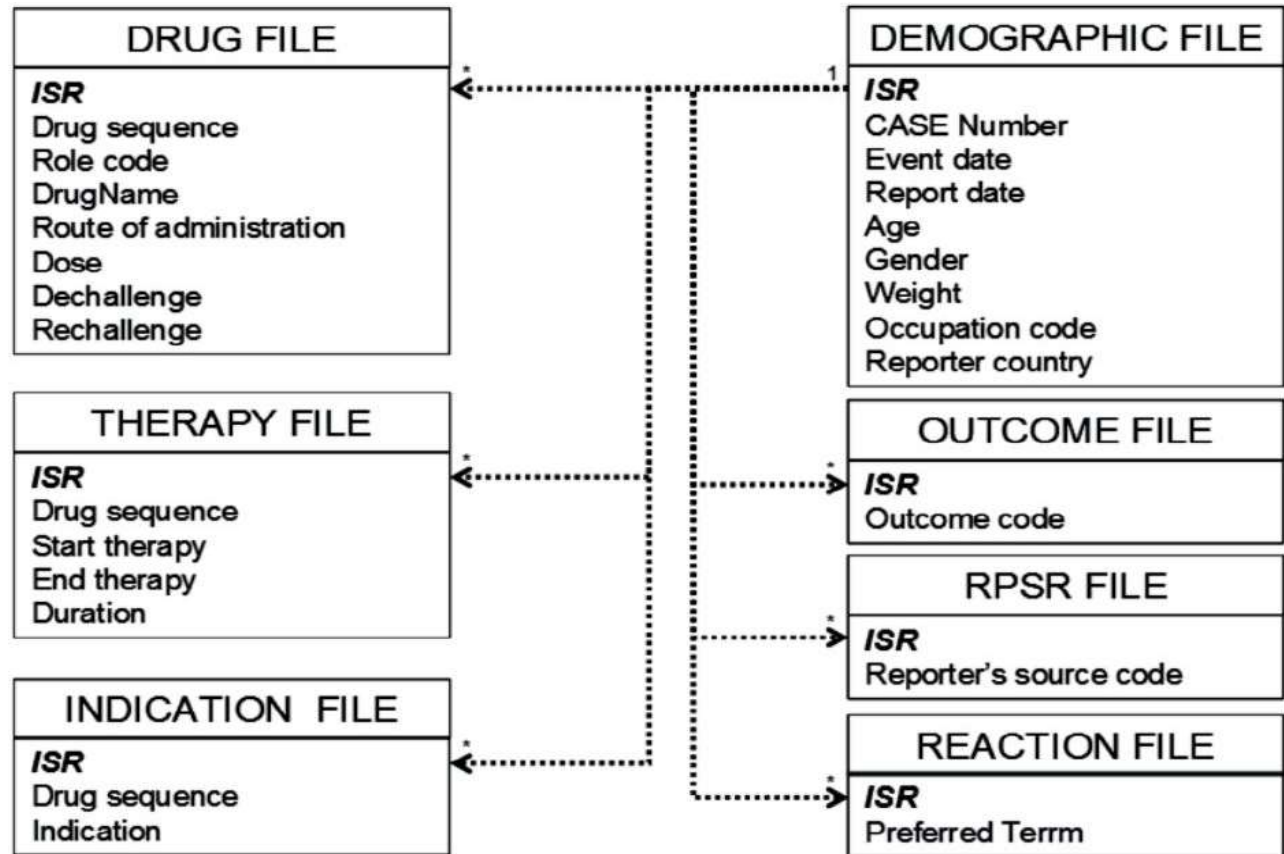 DRUG FILE
ISR
Drug sequence
Role code
DrugName
Route of administration
Dose
Dechallenge
Rechallenge
*
1
DEMOGRAPHIC FILE
ISR
CASE Number
Event date
Report date
Age
Gender
Weight
Occupation code
Reporter country
THERAPY FILE
ISR
Drug sequence
Start therapy
End therapy
Duration
*
OUTCOME FILE
*
ISR
Outcome code
RPSR FILE
*
ISR
Reporter's source code
INDICATION FILE
ISR
Drug sequence
Indication
*
REACTION FILE
*
ISR
Preferred Terrm